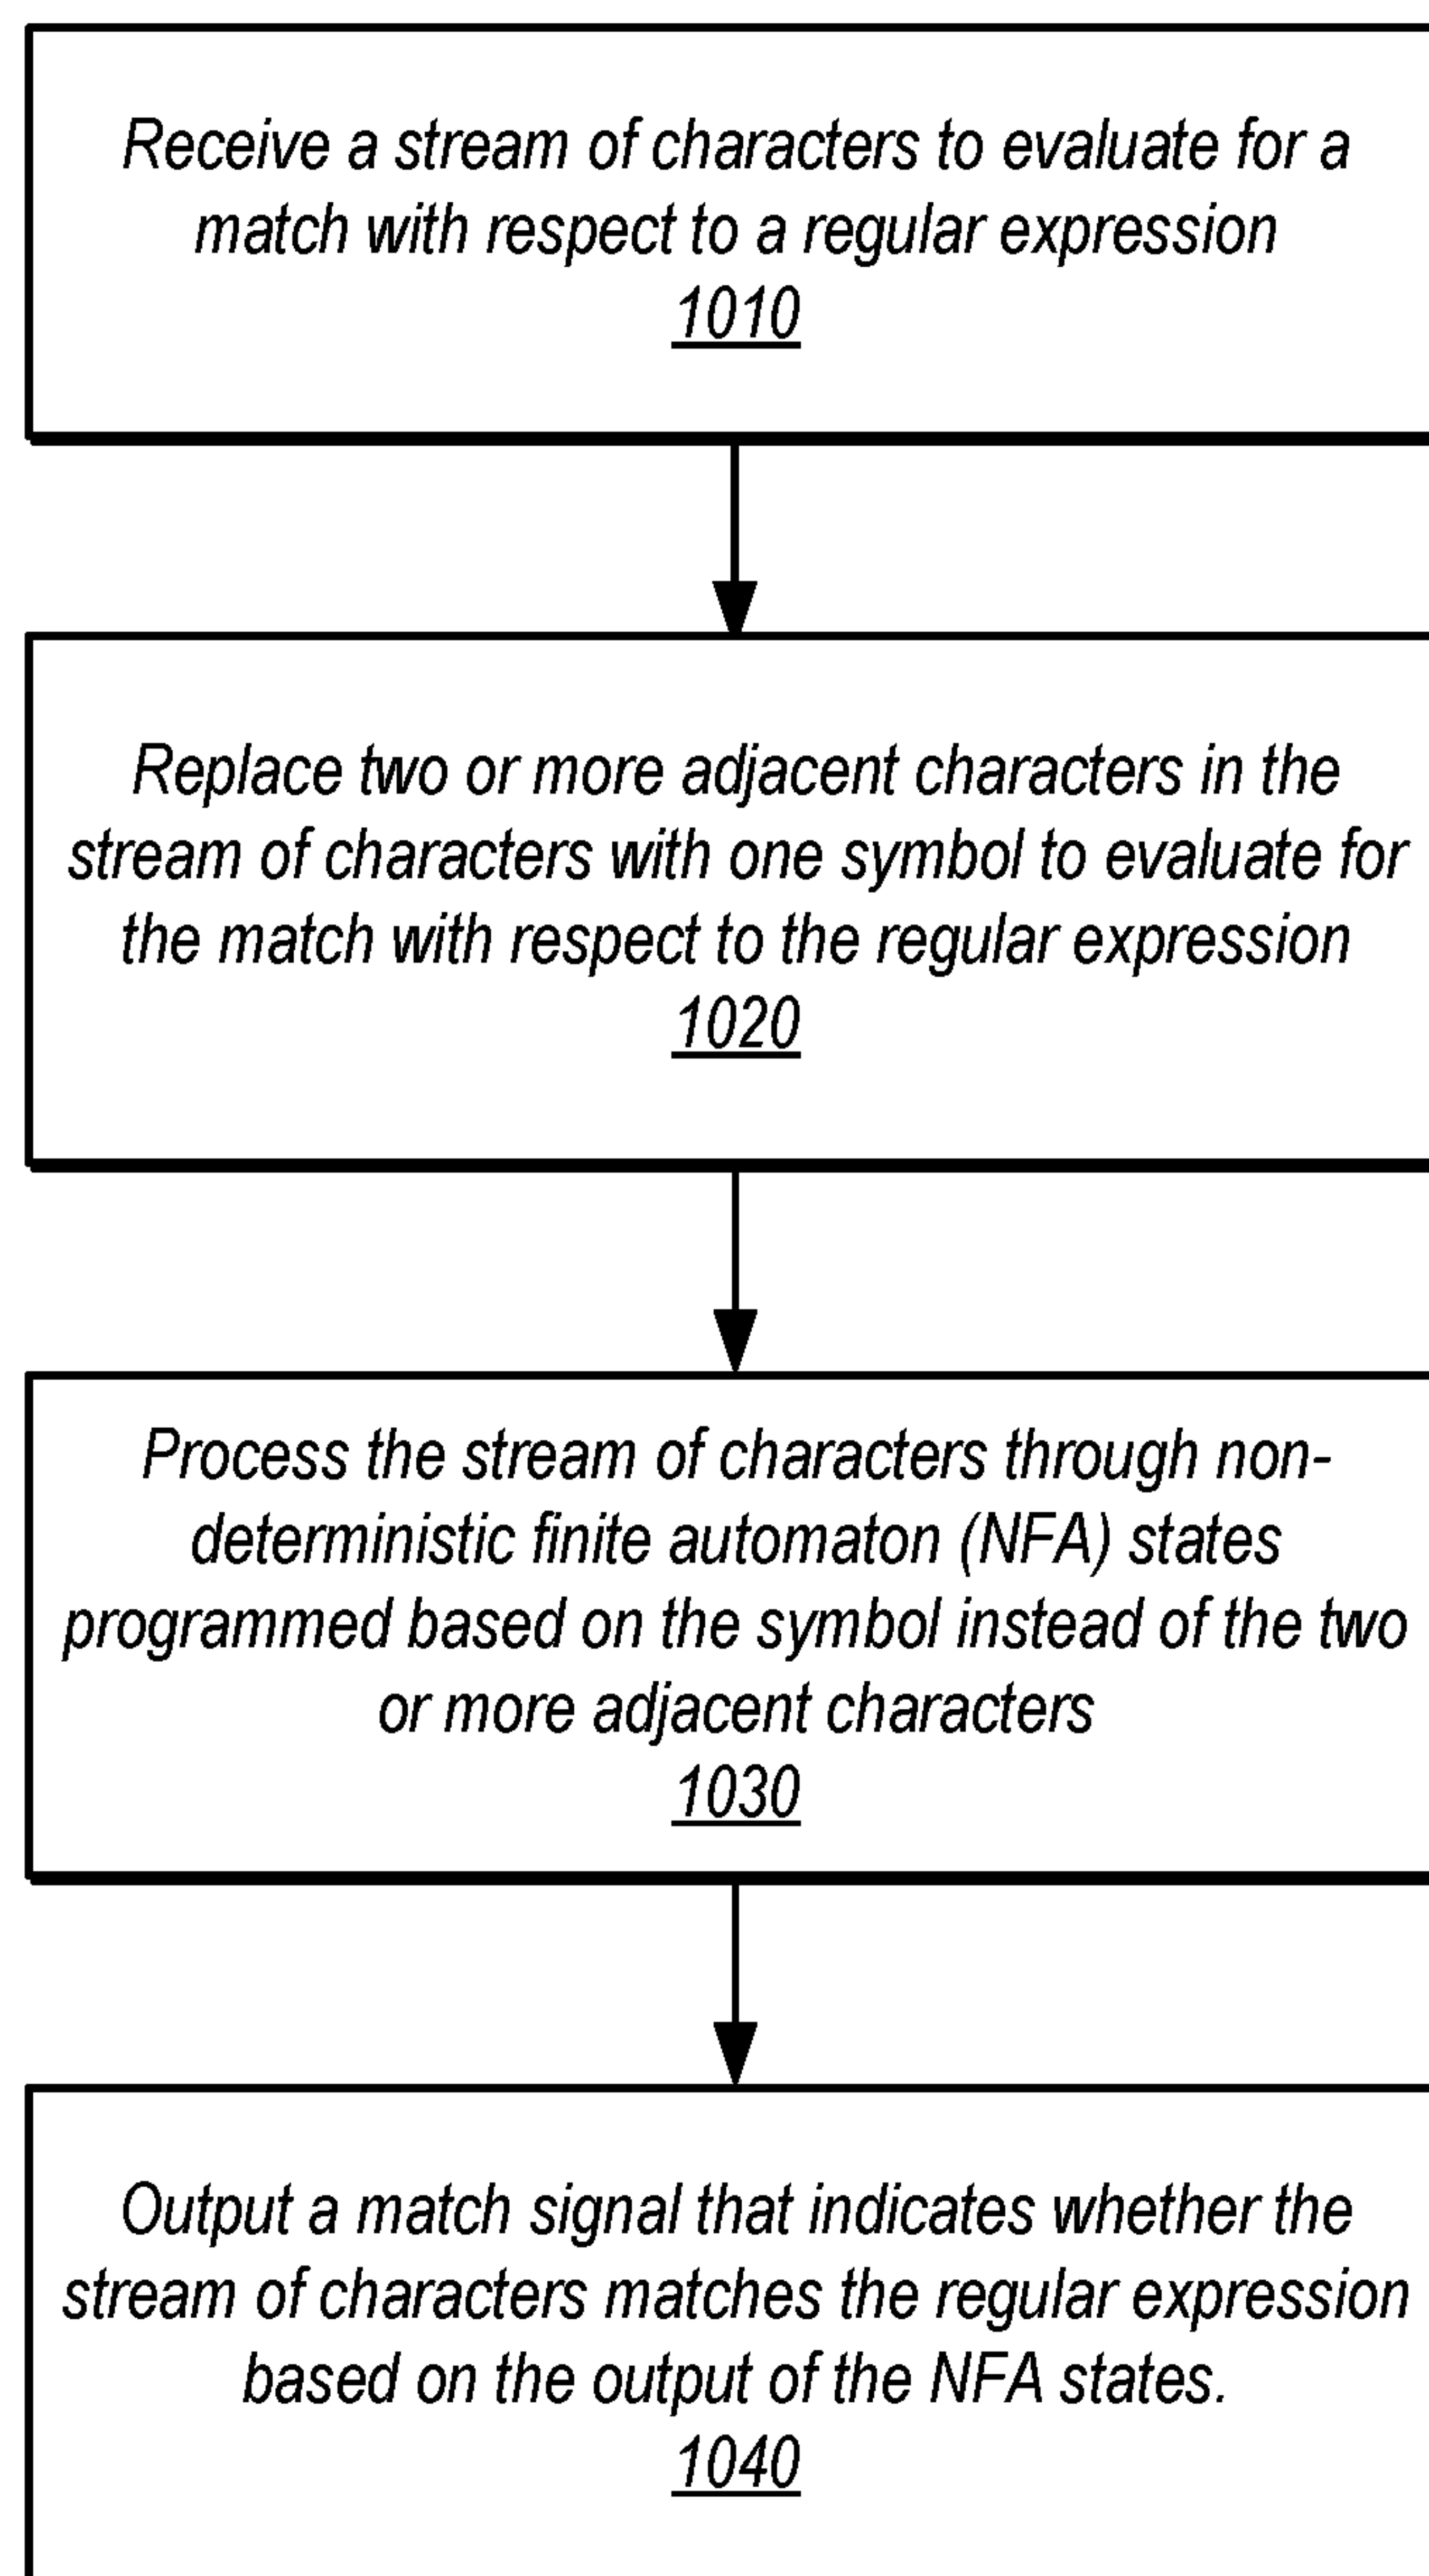 Receive a stream of characters to evaluate for a
match with respect to a regular expression
1010
Replace two or more adjacent characters in the
stream of characters with one symbol to evaluate for
the match with respect to the regular expression
1020
Process the stream of characters through non-
deterministic finite automaton (NFA) states
programmed based on the symbol instead of the two
or more adjacent characters
1030
Output a match signal that indicates whether the
stream of characters matches the regular expression
based on the output of the NFA states.
1040